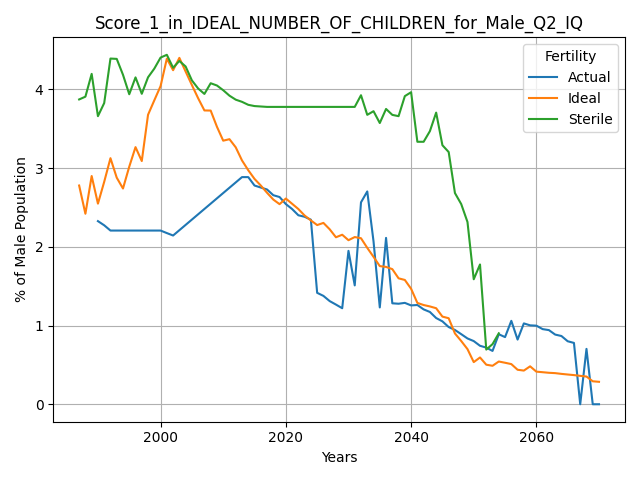 Score_1_in_IDEAL_NUMBER_OF_CHILDREN_for_Male_Q2_IQ
Fertility
Actual
Ideal
Sterile
% of Male Population
4
3
2
1
0
2000
2020
2040
2060
Years